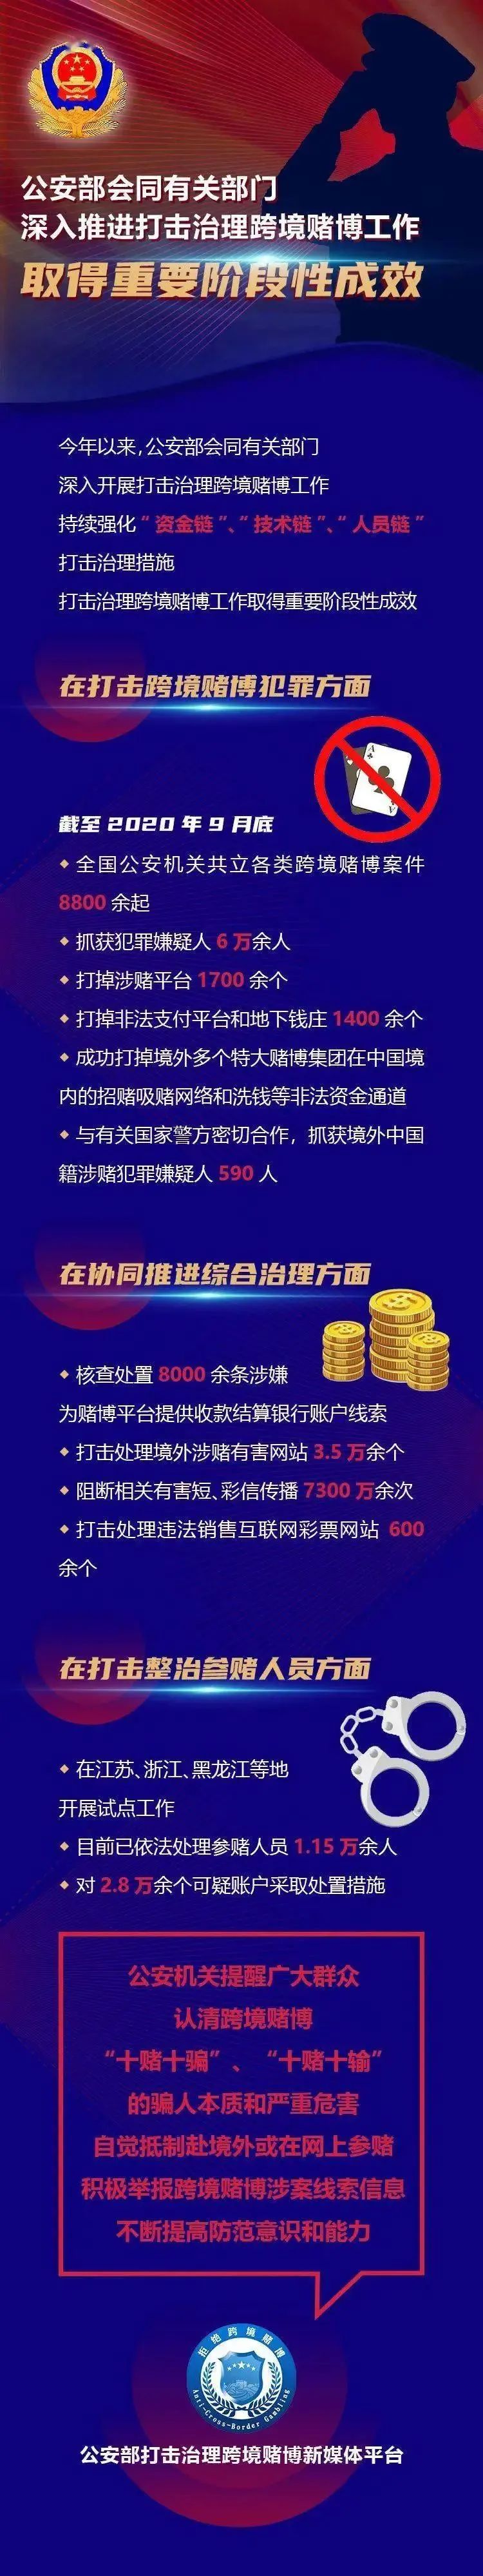 公安部会同有关部门
深入推进打击治理跨境赌博工作
取得重要阶段性成效
今年以来，公安部会同有关部门
深入开展打击治理跨境赌博工作
持续强化“资金链”、“技术链”、“人员链”
打击治理措施
打击治理跨境赌博工作取得重要阶段性成效
在打击跨境赌博犯罪方面
A
截至 2020 年 9 月底
全国公安机关共立各类跨境赌博案件
8800 余起
抓获犯罪嫌疑人 6 万余人
打掉涉赌平台 1700 余个
打掉非法支付平台和地下钱庄 1400 余个
成功打掉境外多个特大赌博集团在中国境
内的招赌吸赌网络和洗钱等非法资金通道
与有关国家警方密切合作，抓获境外中国
籍涉赌犯罪嫌疑人 590 人
在协同推进综合治理方面
核查处置 8000 余条涉嫌
为赌博平台提供收款结算银行账户线索
打击处理境外涉赌有害网站 3.5 万余个
阻断相关有害短、彩信传播 7300 万余次
打击处理违法销售互联网彩票网站 600
余个
在打击整治参赌人员方面
在江苏、浙江、黑龙江等地
开展试点工作
目前已依法处理参赌人员 1.15 万余人
对 2.8 万余个可疑账户采取处置措施
公安机关提醒广大群众
认清跨境赌博
“十赌十骗”、“十赌十输”
的骗人本质和严重危害
自觉抵制赴境外或在网上参赌
积极举报跨境赌博涉案线索信息
不断提高防范意识和能力
拒绝跨境赌博
Anti-Cross-Border Gambling
公安部打击治理跨境赌博新媒体平台